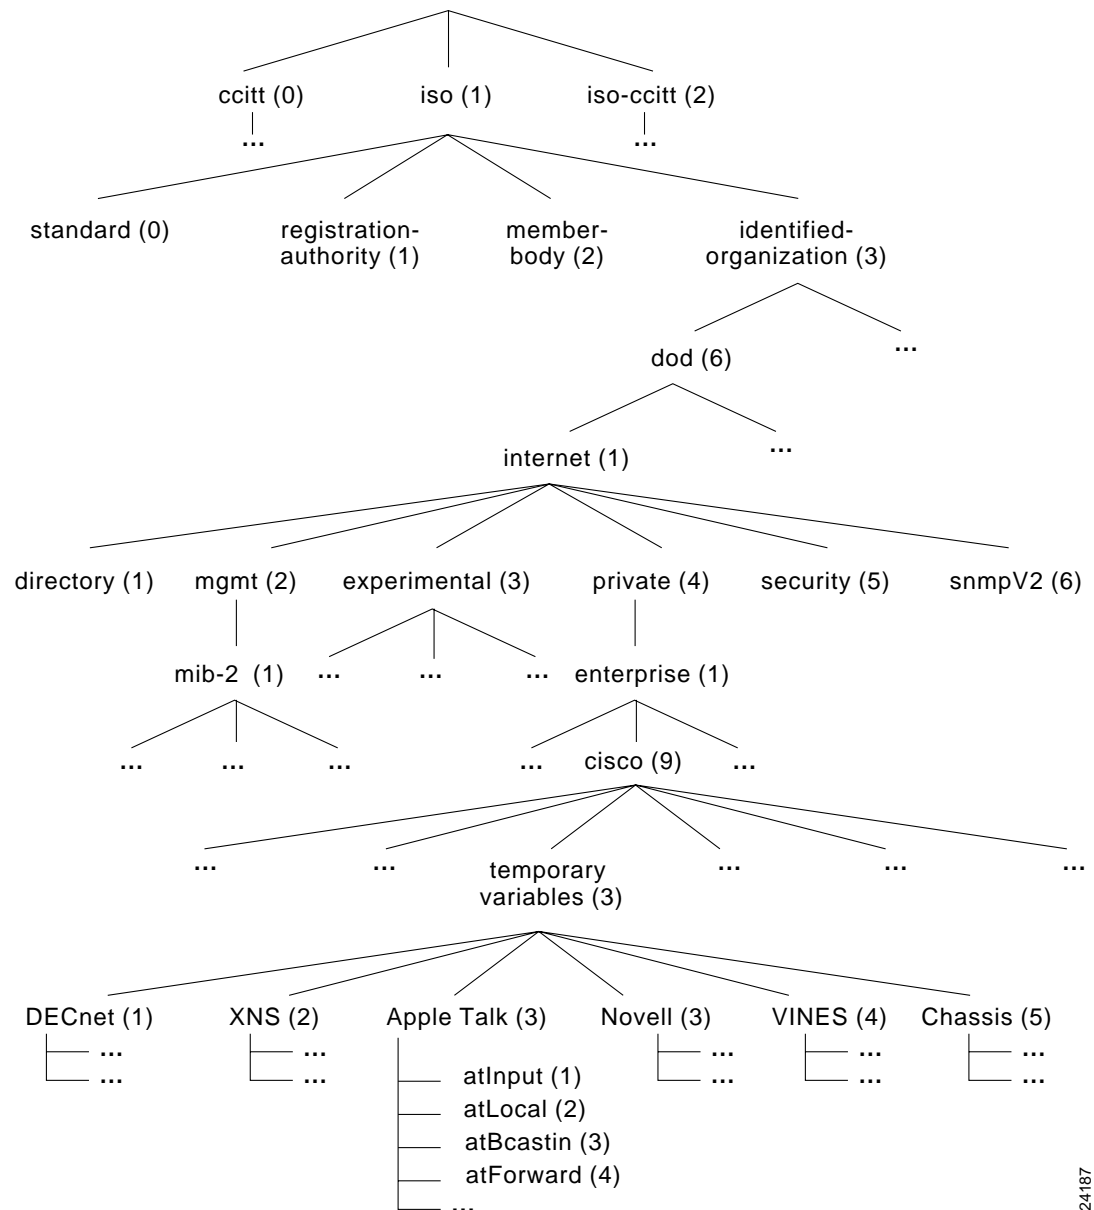 ccitt (0) iso (1) iso-ccitt (2)
... ...
standard (0) registration- member- identified-
authority (1) body (2) organization (3)
dod (6) ...
internet (1) ...
directory (1) mgmt (2) experimental (3) private (4) security (5) snmpV2 (6)
mib-2 (1) ... ... ... enterprise (1)
... ... ... ... cisco (9) ...
... ... temporary ... ... ...
variables (3)
DECnet (1) XNS (2) Apple Talk (3) Novell (3) VINES (4) Chassis (5)
... ... ... ... ...
... ... ... ... ...
atInput (1)
atLocal (2)
atBcastin (3)
atForward (4)
...
24187